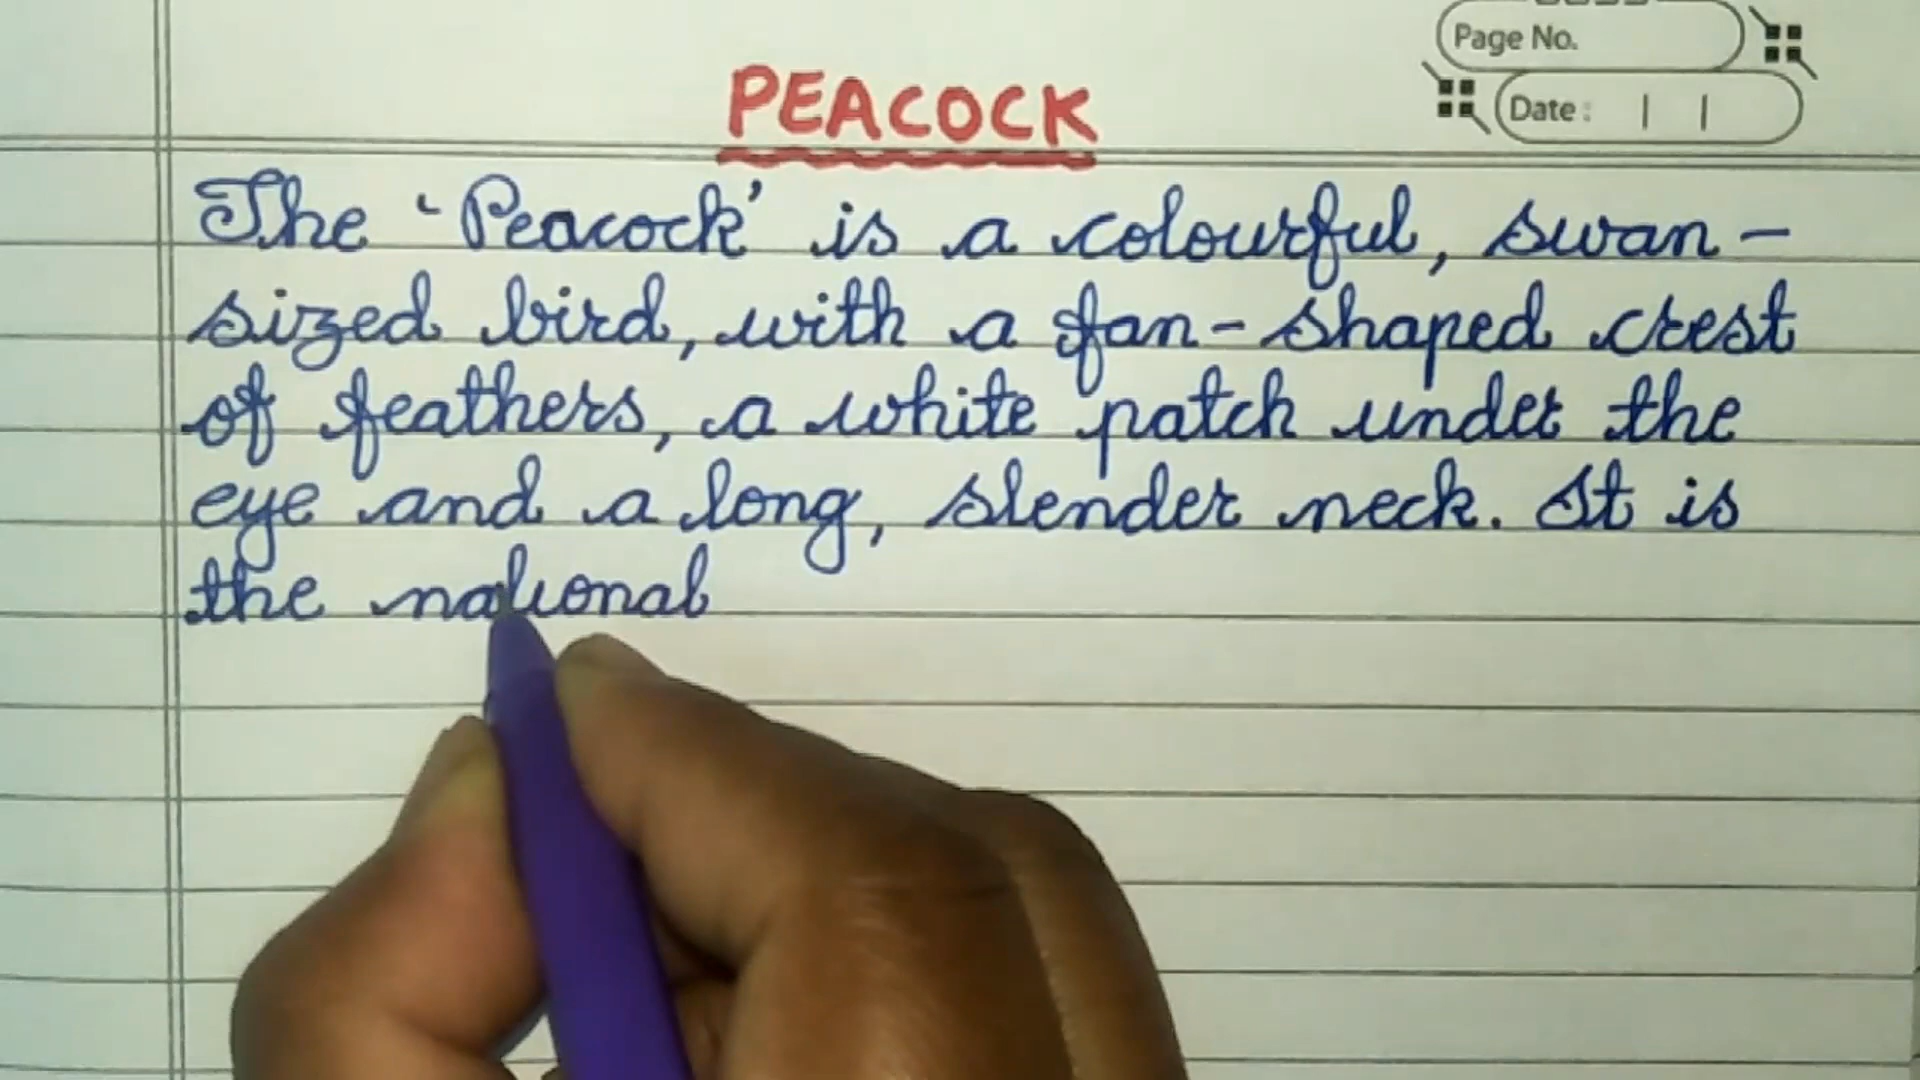 Page No.
Date :
PEACOCK
The 'Peacock' is a colourful, swan-
sized bird, with a fan-shaped crest
of feathers, a white patch under the
eye and a long, slender neck. It is
the national